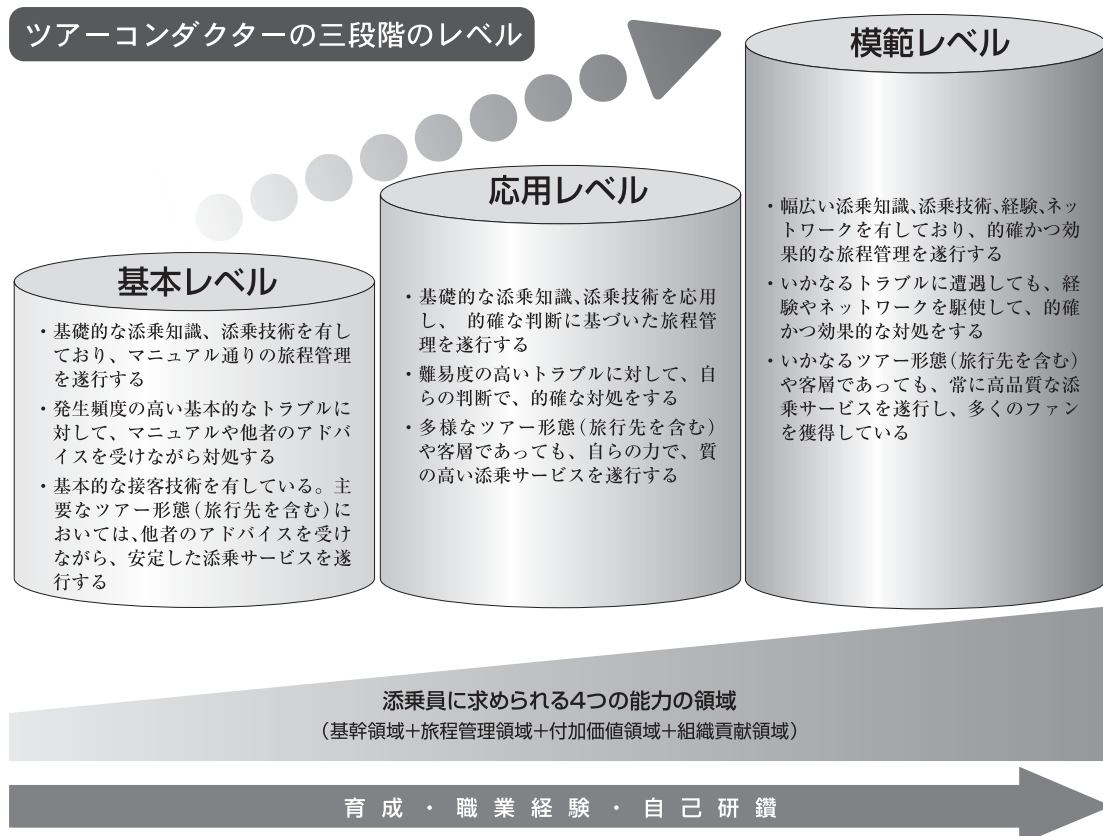 ツアーコンダクターの三段階のレベル
基本レベル
・基礎的な添乗知識、添乗技術を有し
ており、マニュアル通りの旅程管理
を遂行する
・発生頻度の高い基本的なトラブルに
対して、マニュアルや他者のアドバ
イスを受けながら対処する
・基本的な接客技術を有している。主
要なツアー形態（旅行先を含む）に
おいては、他者のアドバイスを受け
ながら、安定した添乗サービスを遂
行する
応用レベル
・基礎的な添乗知識、添乗技術を応用
し、 的確な判断に基づいた旅程管
理を遂行する
・難易度の高いトラブルに対して、自
らの判断で、的確な対処をする
・多様なツアー形態（旅行先を含む）
や客層であっても、自らの力で、質
の高い添乗サービスを遂行する
模範レベル
・幅広い添乗知識、添乗技術、経験、ネッ
トワークを有しており、的確かつ効
果的な旅程管理を遂行する
・いかなるトラブルに遭遇しても、経
験やネットワークを駆使して、的確
かつ効果的な対処をする
・いかなるツアー形態（旅行先を含む）
や客層であっても、常に高品質な添
乗サービスを遂行し、多くのファン
を獲得している
添乗員に求められる4つの能力の領域
（基幹領域＋旅程管理領域＋付加価値領域＋組織貢献領域）
育成・職業経験・自己研鑽